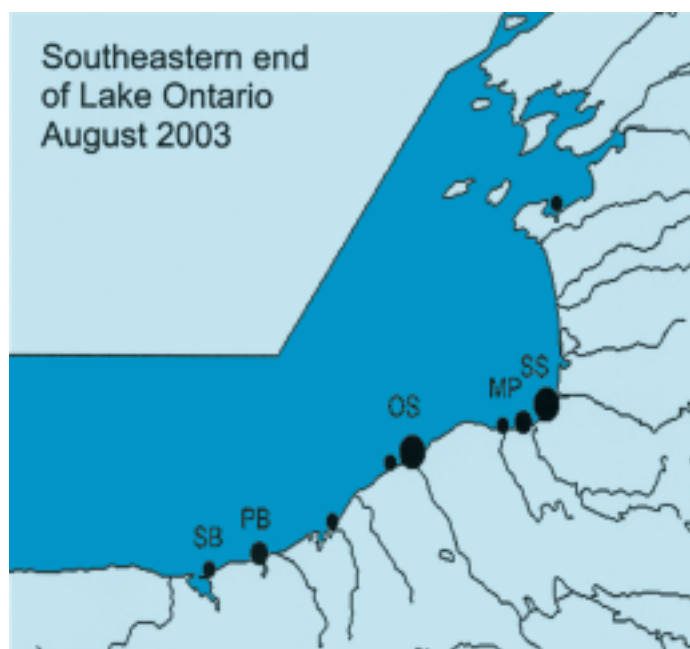 Southeastern end
of Lake Ontario
August 2003
SS
MP
OS
PB
SB